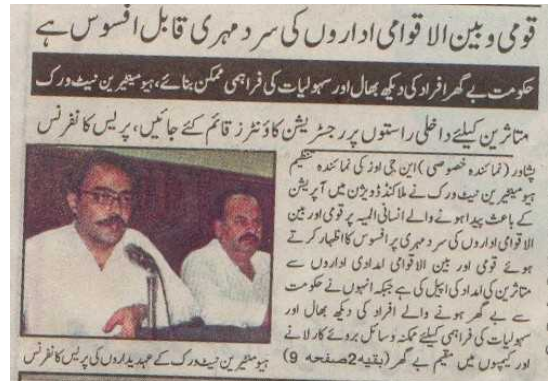 قومی و بین الاقوامی اداروں کی سرد مہری قابل افسوس ہے
حکومت بے گھر افراد کی دیکھ بھال اور سہولیات کی فراہمی ممکن بنائے، ہیومینٹیرین نیٹ ورک
متاثرین کیلئے داخلی راستوں پر رجسٹریشن کاؤنٹرز قائم کئے جائیں، پریس کانفرنس
پشاور (نمائندہ خصوصی) این جی اوز کی نمائندہ تنظیم
ہیومینٹیرین نیٹ ورک نے ملاکنڈ ڈویژن میں آپریشن
کے باعث پیدا ہونے والے انسانی المیہ پر قومی اور بین
الاقوامی اداروں کی سرد مہری پر افسوس کا اظہار کرتے
ہوئے قومی اور بین الاقوامی امدادی اداروں سے
متاثرین کی امداد کی اپیل کی ہے جبکہ انہوں نے حکومت
سے بے گھر ہونے والے افراد کی دیکھ بھال اور
سہولیات کی فراہمی کیلئے ممکنہ وسائل بروئے کار لانے
اور کیمپوں میں مقیم بے گھر (بقیہ 2 صفحہ 9)
ہیومینٹیرین نیٹ ورک کے عہدیداروں کی پریس کانفرنس